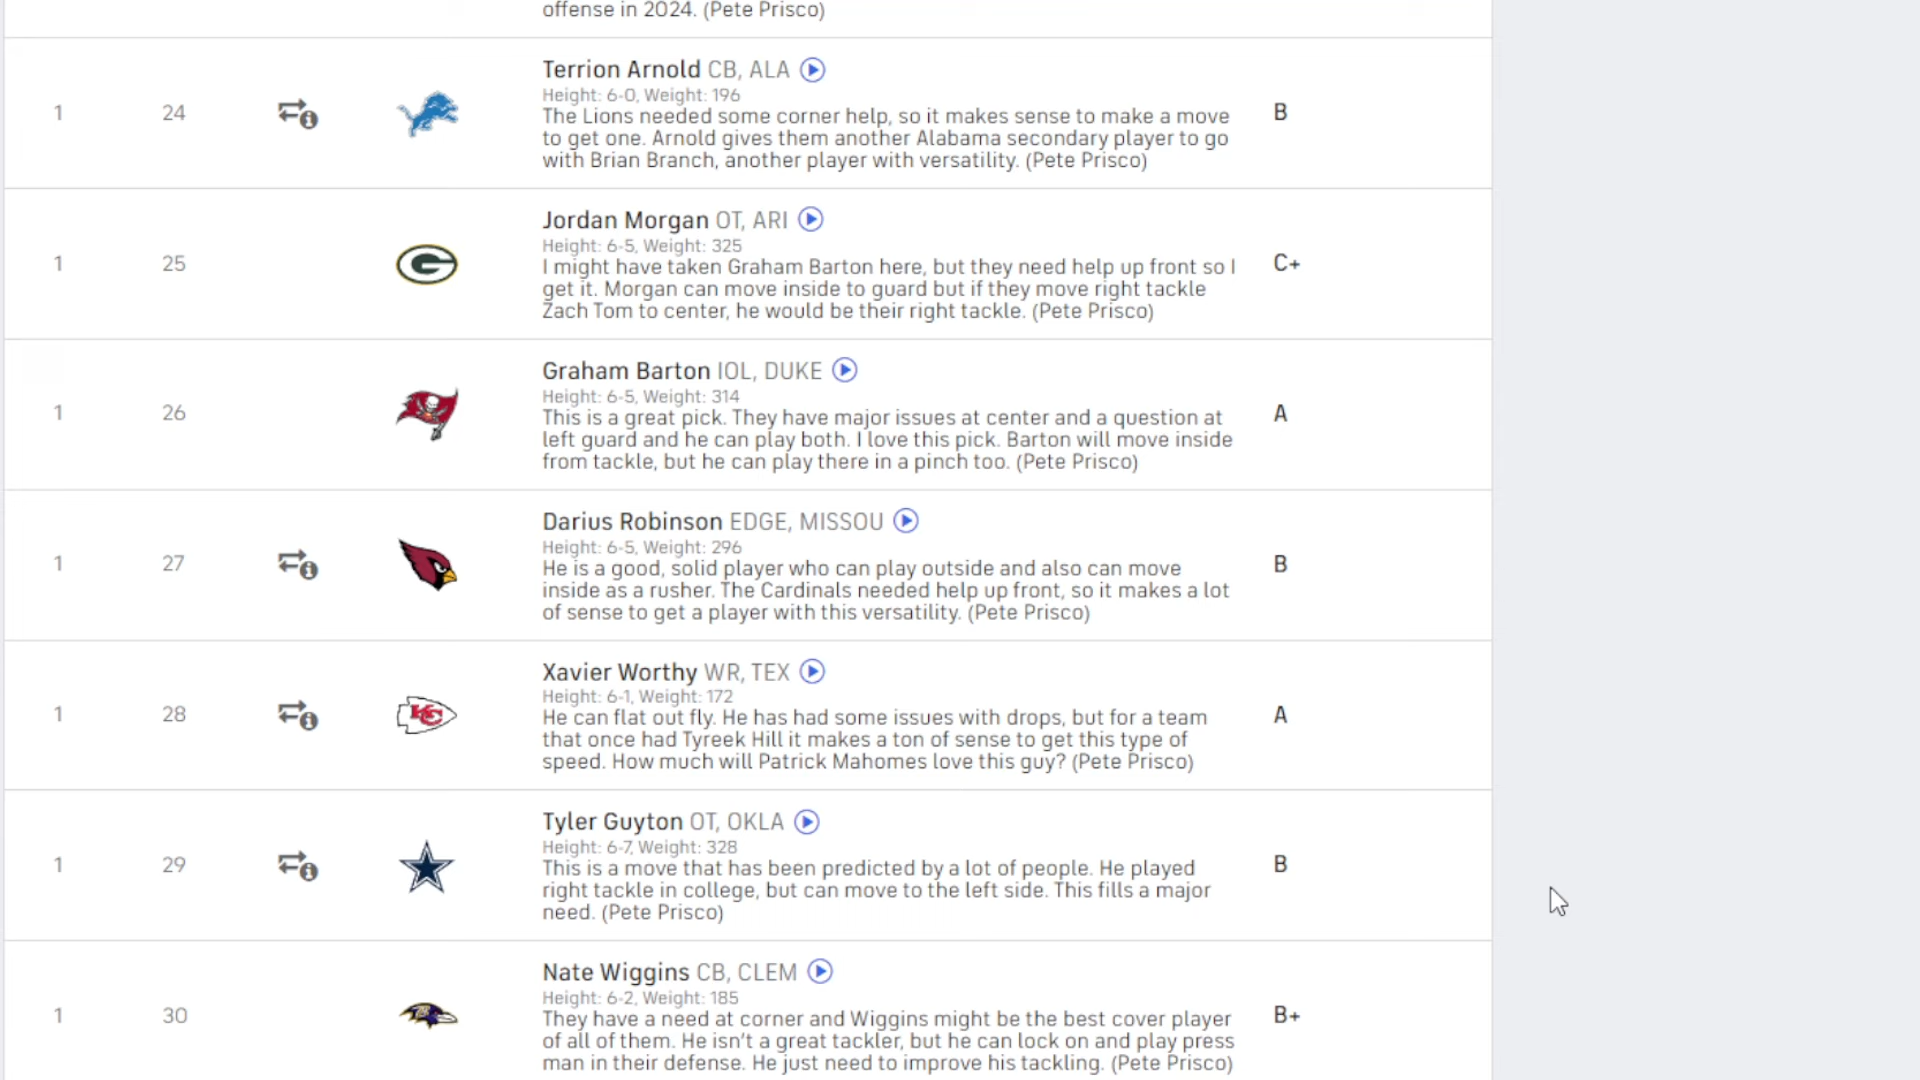 offense in 2024. (Pete Prisco)
Terrion Arnold CB, ALA
Height: 6-0, Weight: 196
1 24 The Lions needed some corner help, so it makes sense to make a move B
to get one. Arnold gives them another Alabama secondary player to go
with Brian Branch, another player with versatility. (Pete Prisco)
Jordan Morgan OT, ARI
Height: 6-5, Weight: 325
1 25 I might have taken Graham Barton here, but they need help up front so I C+
get it. Morgan can move inside to guard but if they move right tackle
Zach Tom to center, he would be their right tackle. (Pete Prisco)
Graham Barton IOL, DUKE
Height: 6-5, Weight: 314
1 26 This is a great pick. They have major issues at center and a question at A
left guard and he can play both. I love this pick. Barton will move inside
from tackle, but he can play there in a pinch too. (Pete Prisco)
Darius Robinson EDGE, MISSOU
Height: 6-5, Weight: 296
1 27 He is a good, solid player who can play outside and also can move B
inside as a rusher. The Cardinals needed help up front, so it makes a lot
of sense to get a player with this versatility. (Pete Prisco)
Xavier Worthy WR, TEX
Height: 6-1, Weight: 172
1 28 KC He can flat out fly. He has had some issues with drops, but for a team A
that once had Tyreek Hill it makes a ton of sense to get this type of
speed. How much will Patrick Mahomes love this guy? (Pete Prisco)
Tyler Guyton OT, OKLA
Height: 6-7, Weight: 328
1 29 This is a move that has been predicted by a lot of people. He played B
right tackle in college, but can move to the left side. This fills a major
need. (Pete Prisco)
Nate Wiggins CB, CLEM
Height: 6-2, Weight: 185
1 30 They have a need at corner and Wiggins might be the best cover player B+
of all of them. He isn't a great tackler, but he can lock on and play press
man in their defense. He just need to improve his tackling. (Pete Prisco)